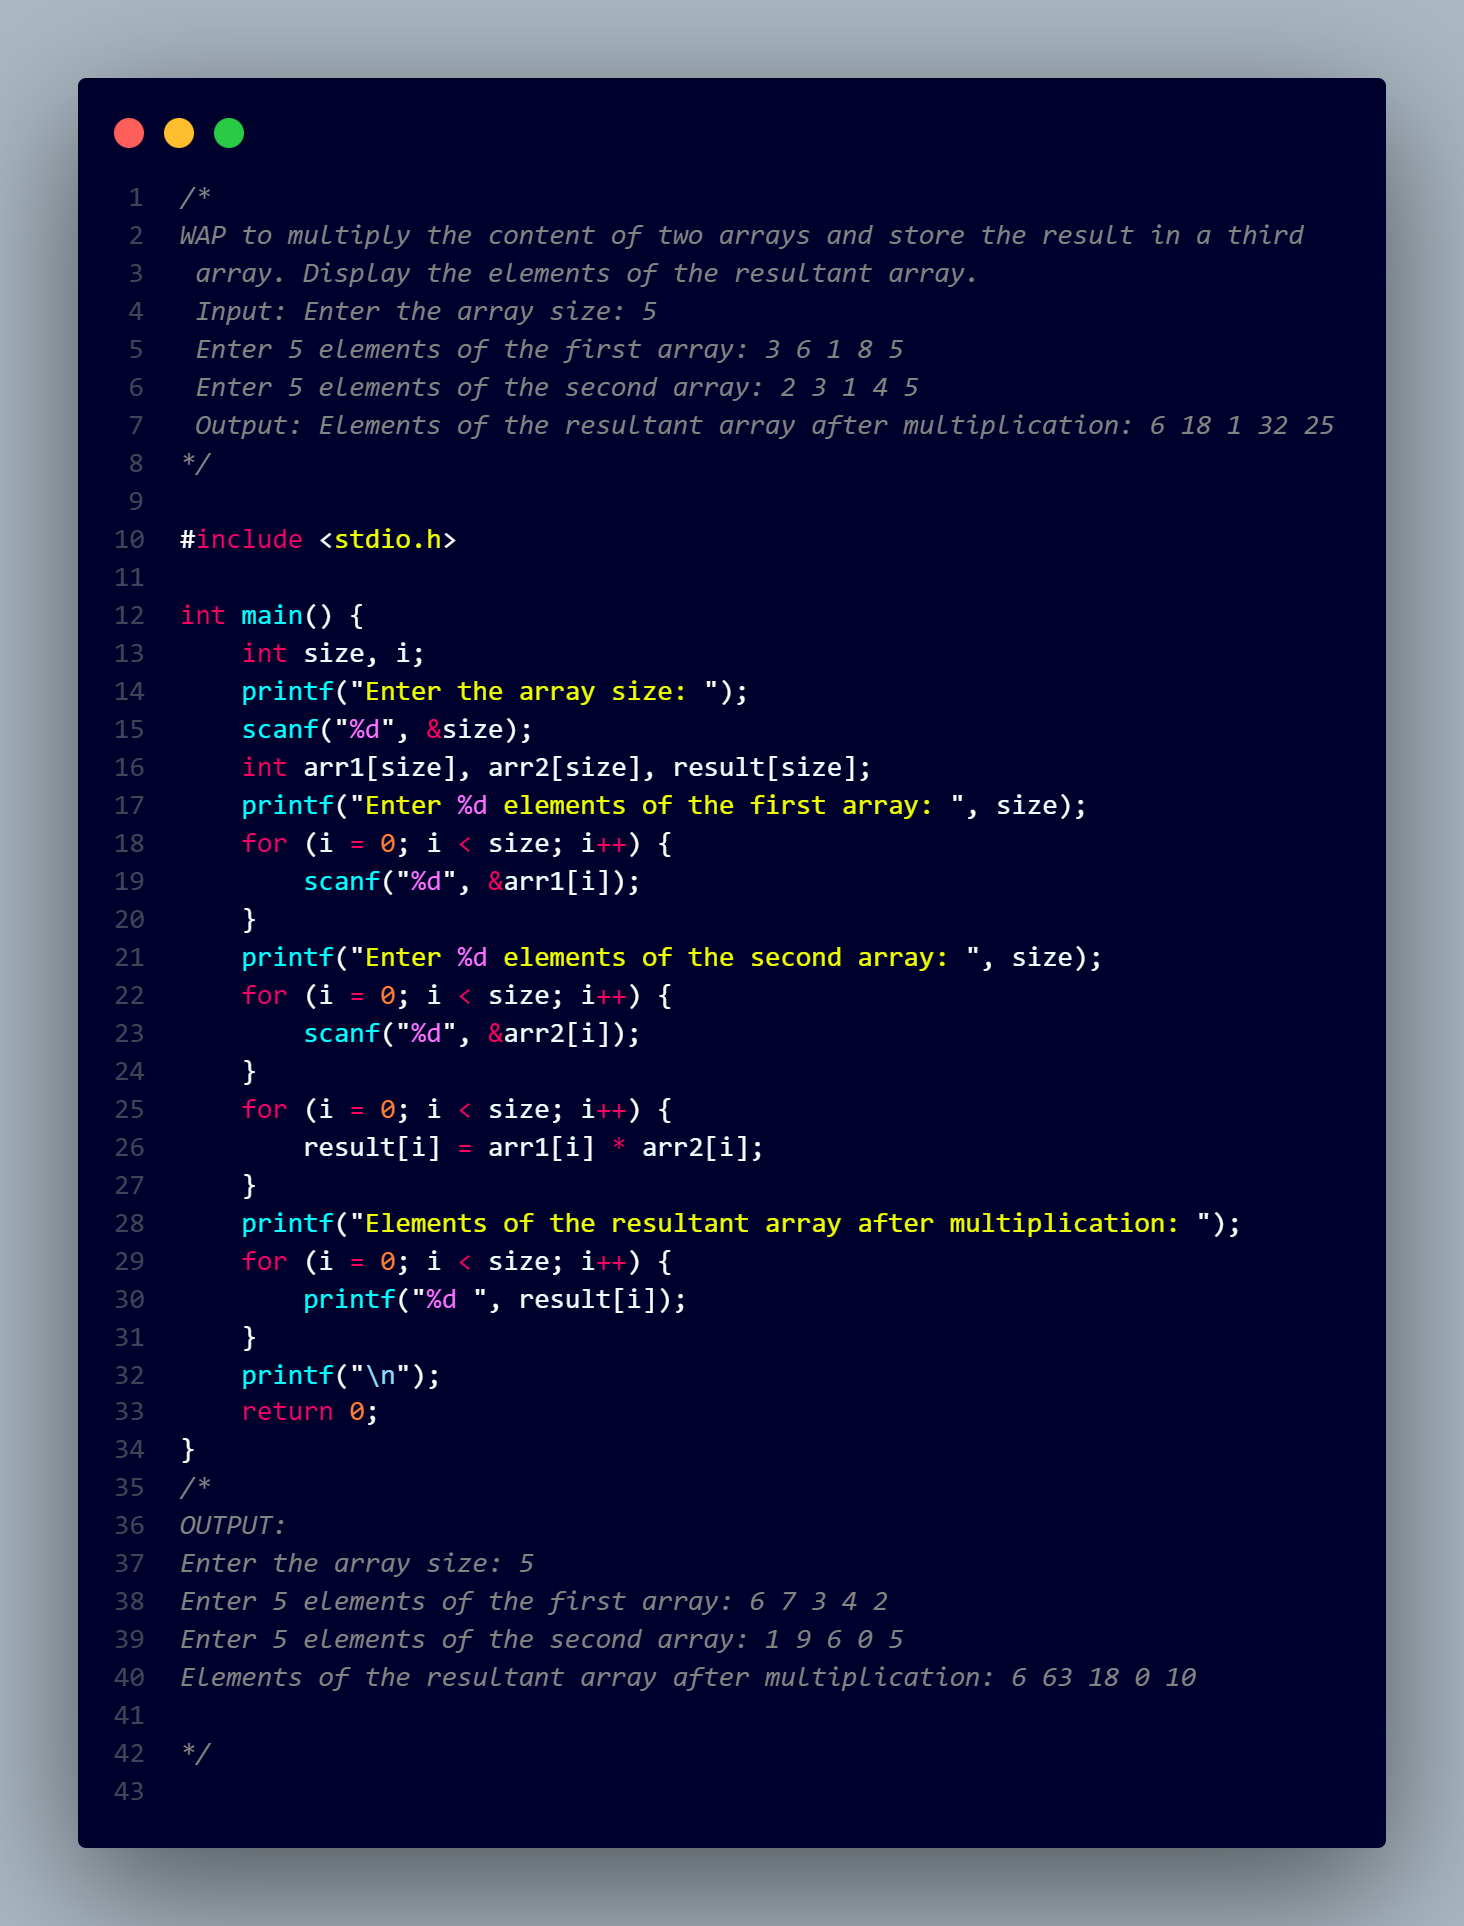 1 /*
2 WAP to multiply the content of two arrays and store the result in a third
3  array. Display the elements of the resultant array.
4  Input: Enter the array size: 5
5  Enter 5 elements of the first array: 3 6 1 8 5
6  Enter 5 elements of the second array: 2 3 1 4 5
7  Output: Elements of the resultant array after multiplication: 6 18 1 32 25
8 */
9
10 #include <stdio.h>
11
12 int main() {
13     int size, i;
14     printf("Enter the array size: ");
15     scanf("%d", &size);
16     int arr1[size], arr2[size], result[size];
17     printf("Enter %d elements of the first array: ", size);
18     for (i = 0; i < size; i++) {
19         scanf("%d", &arr1[i]);
20     }
21     printf("Enter %d elements of the second array: ", size);
22     for (i = 0; i < size; i++) {
23         scanf("%d", &arr2[i]);
24     }
25     for (i = 0; i < size; i++) {
26         result[i] = arr1[i] * arr2[i];
27     }
28     printf("Elements of the resultant array after multiplication: ");
29     for (i = 0; i < size; i++) {
30         printf("%d ", result[i]);
31     }
32     printf("\n");
33     return 0;
34 }
35 /*
36 OUTPUT:
37 Enter the array size: 5
38 Enter 5 elements of the first array: 6 7 3 4 2
39 Enter 5 elements of the second array: 1 9 6 0 5
40 Elements of the resultant array after multiplication: 6 63 18 0 10
41
42 */
43